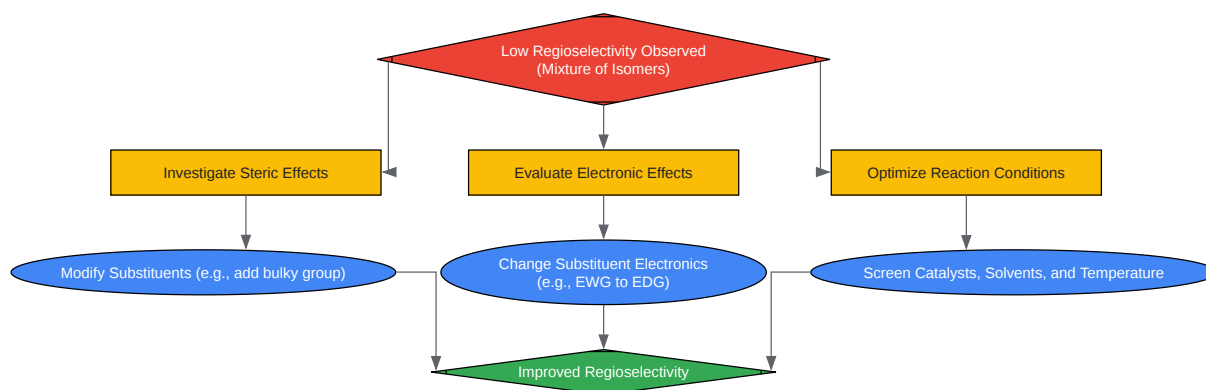 Low Regioselectivity Observed
(Mixture of Isomers)
Investigate Steric Effects
Evaluate Electronic Effects
Optimize Reaction Conditions
Modify Substituents (e.g., add bulky group)
Change Substituent Electronics
(e.g., EWG to EDG)
Screen Catalysts, Solvents, and Temperature
Improved Regioselectivity